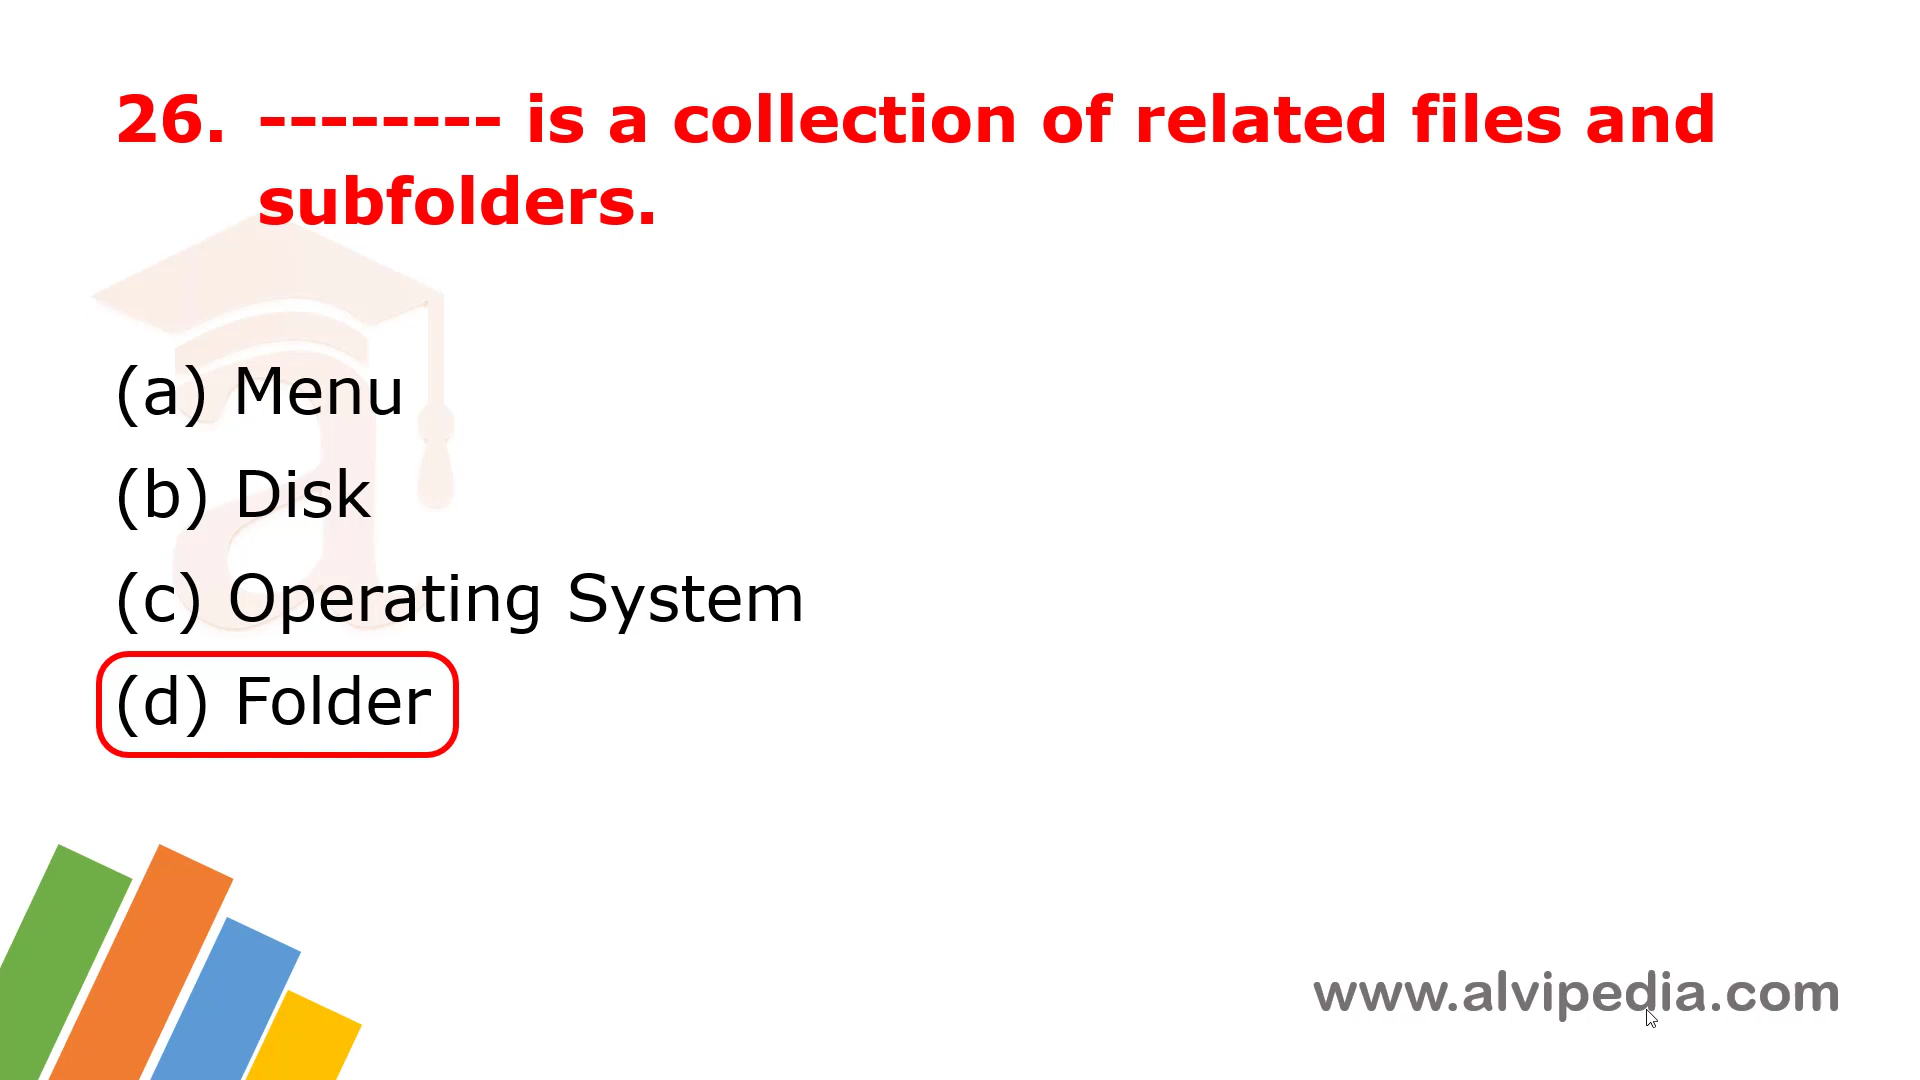 26. -------- is a collection of related files and
subfolders.
(a) Menu
(b) Disk
(c) Operating System
(d) Folder
www.alvipedia.com